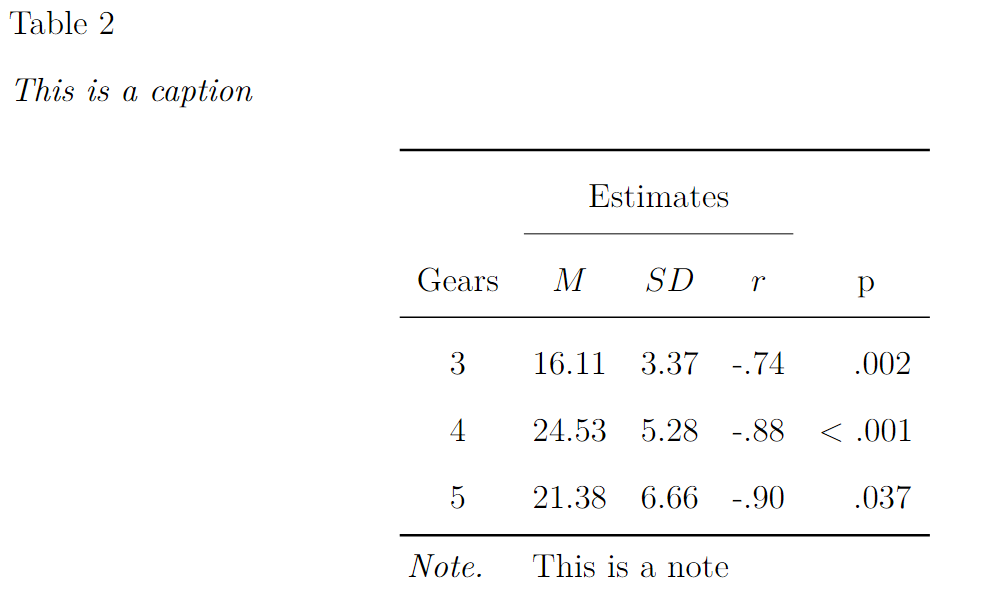 Table 2
This is a caption
Estimates
Gears M SD r p
3 16.11 3.37 -.74 .002
4 24.53 5.28 -.88 < .001
5 21.38 6.66 -.90 .037
Note. This is a note